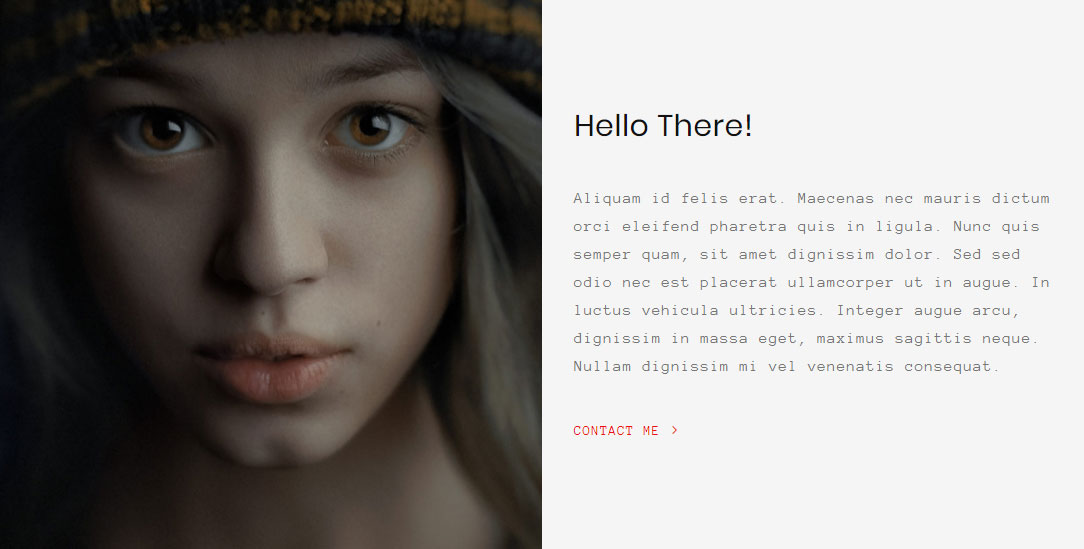 Hello There!
Aliquam id felis erat. Maecenas nec mauris dictum
orci eleifend pharetra quis in ligula. Nunc quis
semper quam, sit amet dignissim dolor. Sed sed
odio nec est placerat ullamcorper ut in augue. In
luctus vehicula ultricies. Integer augue arcu,
dignissim in massa eget, maximus sagittis neque.
Nullam dignissim mi vel venenatis consequat.
CONTACT ME >